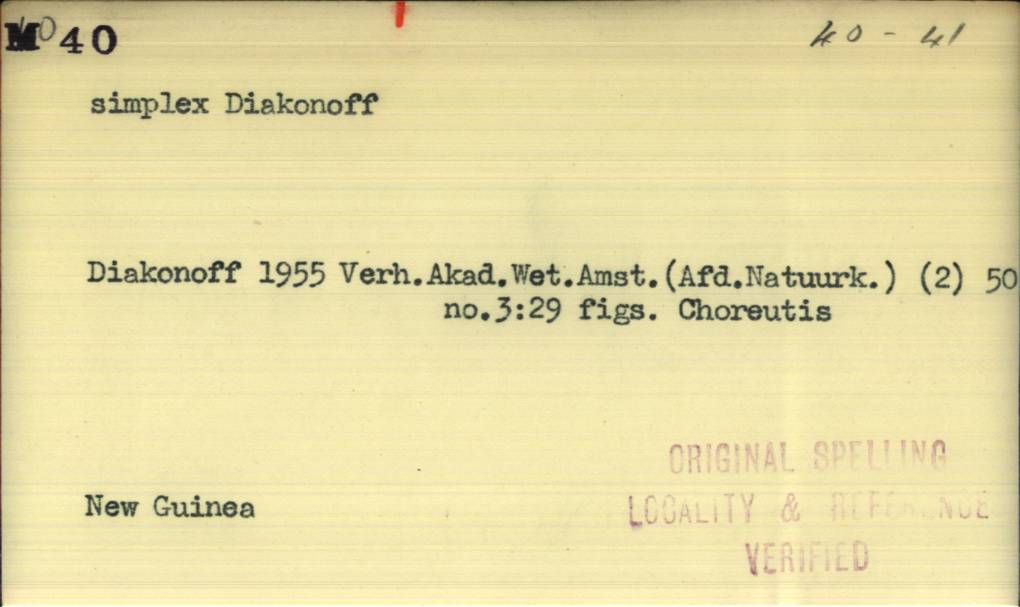 M 40
40 - 41
simplex Diakonoff
Diakonoff 1955 Verh.Akad.Wet.Amst.(Afd.Natuurk.) (2) 50
no.3:29 figs. Choreutis
New Guinea
ORIGINAL SPELLING
LOCALITY & REFERENCE
VERIFIED